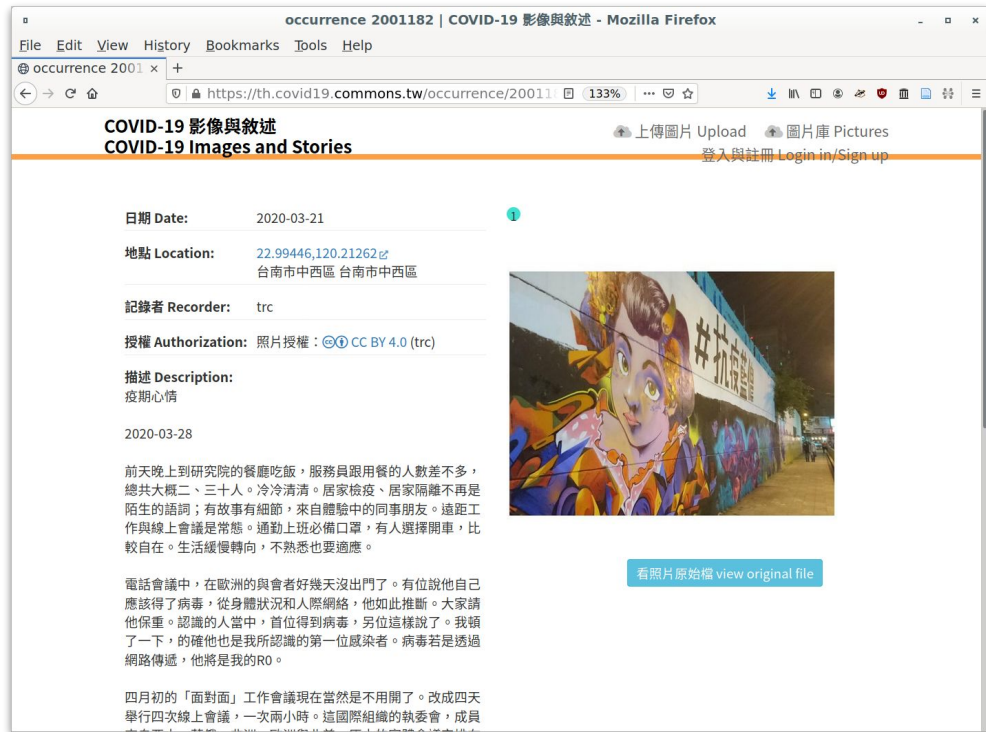 occurrence 2001182 | COVID-19 影像與敘述 - Mozilla Firefox
File Edit View History Bookmarks Tools Help
occurrence 2001 × +
https://th.covid19.commons.tw/occurrence/20011 133%
COVID-19 影像與敘述
COVID-19 Images and Stories
上傳圖片 Upload 圖片庫 Pictures
登入與註冊 Login in/Sign up
日期 Date: 2020-03-21
地點 Location: 22.99446,120.21262
台南市中西區 台南市中西區
記錄者 Recorder: trc
授權 Authorization: 照片授權：CC BY 4.0 (trc)
描述 Description:
疫期心情
2020-03-28
前天晚上到研究院的餐廳吃飯，服務員跟用餐的人數差不多，
總共大概二、三十人。冷冷清清。居家檢疫、居家隔離不再是
陌生的語詞；有故事有細節，來自體驗中的同事朋友。遠距工
作與線上會議是常態。通勤上班必備口罩，有人選擇開車，比
較自在。生活緩慢轉向，不熟悉也要適應。
電話會議中，在歐洲的與會者好幾天沒出門了。有位說他自己
應該得了病毒，從身體狀況和人際網絡，他如此推斷。大家請
他保重。認識的人當中，首位得到病毒，另位這樣說了。我頓
了一下，的確他也是我所認識的第一位感染者。病毒若是透過
網路傳遞，他將是我的R0。
四月初的「面對面」工作會議現在當然是不用開了。改成四天
舉行四次線上會議，一次兩小時。這國際組織的執委會，成員
1
#抗疫藍圖
看照片原始檔 view original file